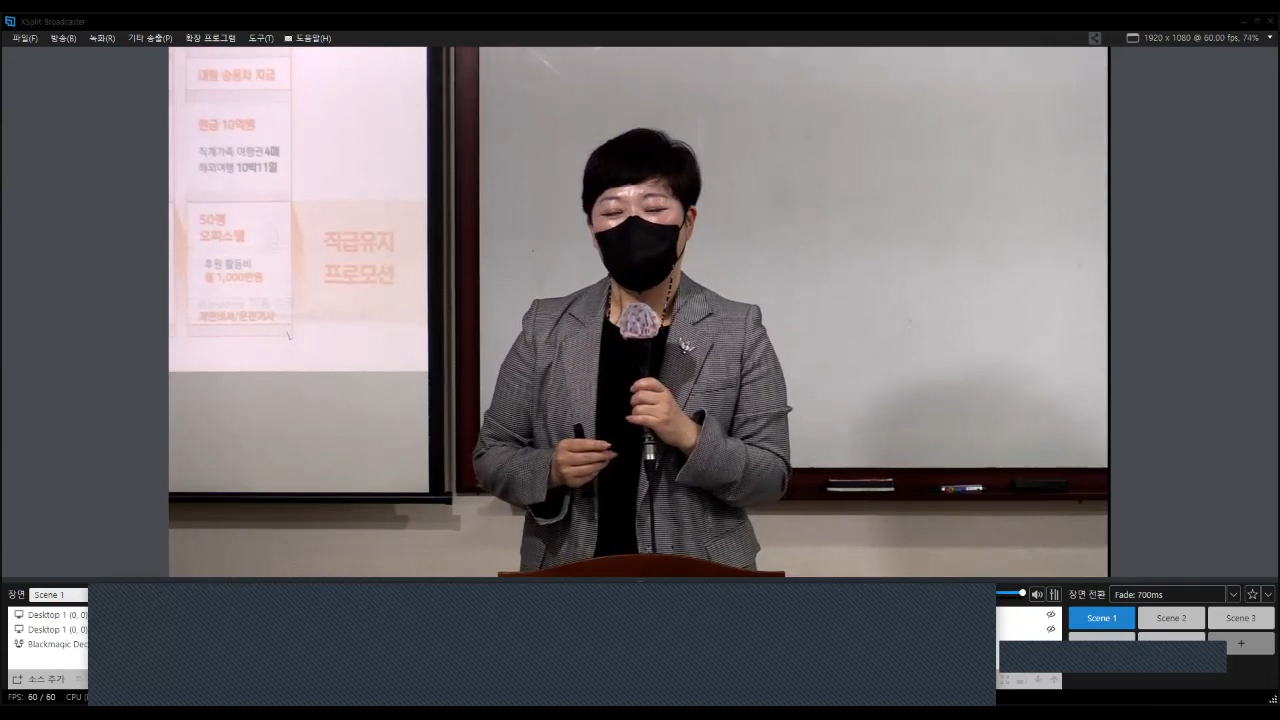 XSplit Broadcaster
파일(F) 방송(B) 녹화(R) 기타 송출(P) 확장 프로그램 도구(T) 도움말(H)
1920 x 1080 @ 60.00 fps, 74%
대형 승용차 지급
현금 10억원
직계가족 여행권 4매
해외여행 10박11일
50평
오피스텔
후원 활동비
월 1,000만원
개인비서/운전기사
직급유지
프로모션
장면 Scene 1
Desktop 1 (0, 0)
Desktop 1 (0, 0)
Blackmagic Dec
소스 추가
FPS: 60 / 60 CPU
장면 전환 Fade: 700ms
Scene 1 Scene 2 Scene 3
+